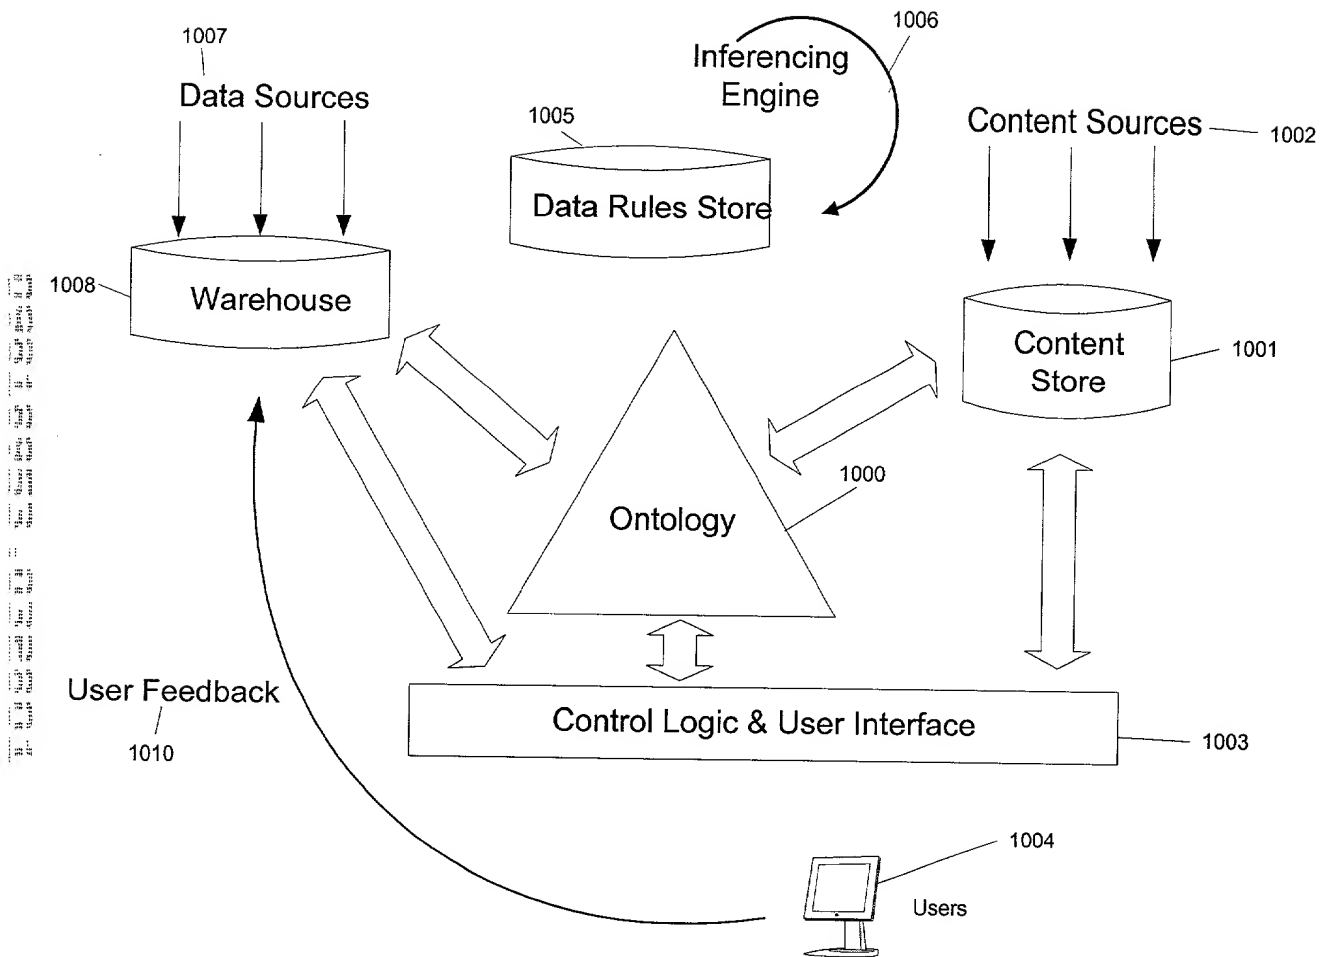 1007
Data Sources
1006
Inferencing
Engine
1005
Data Rules Store
Content Sources
1002
1008
Warehouse
Content
Store
1001
1000
Ontology
User Feedback
1010
Control Logic & User Interface
1003
1004
Users